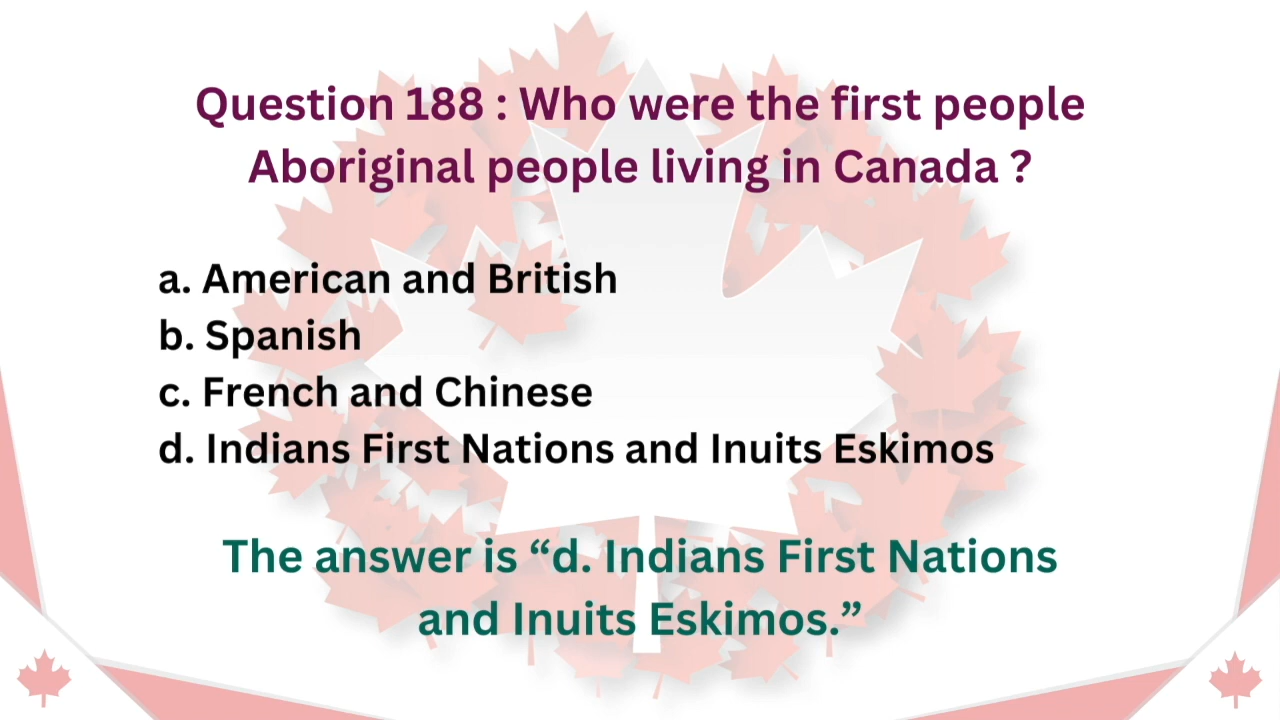 Question 188 : Who were the first people
Aboriginal people living in Canada ?
a. American and British
b. Spanish
c. French and Chinese
d. Indians First Nations and Inuits Eskimos
The answer is “d. Indians First Nations
and Inuits Eskimos.”